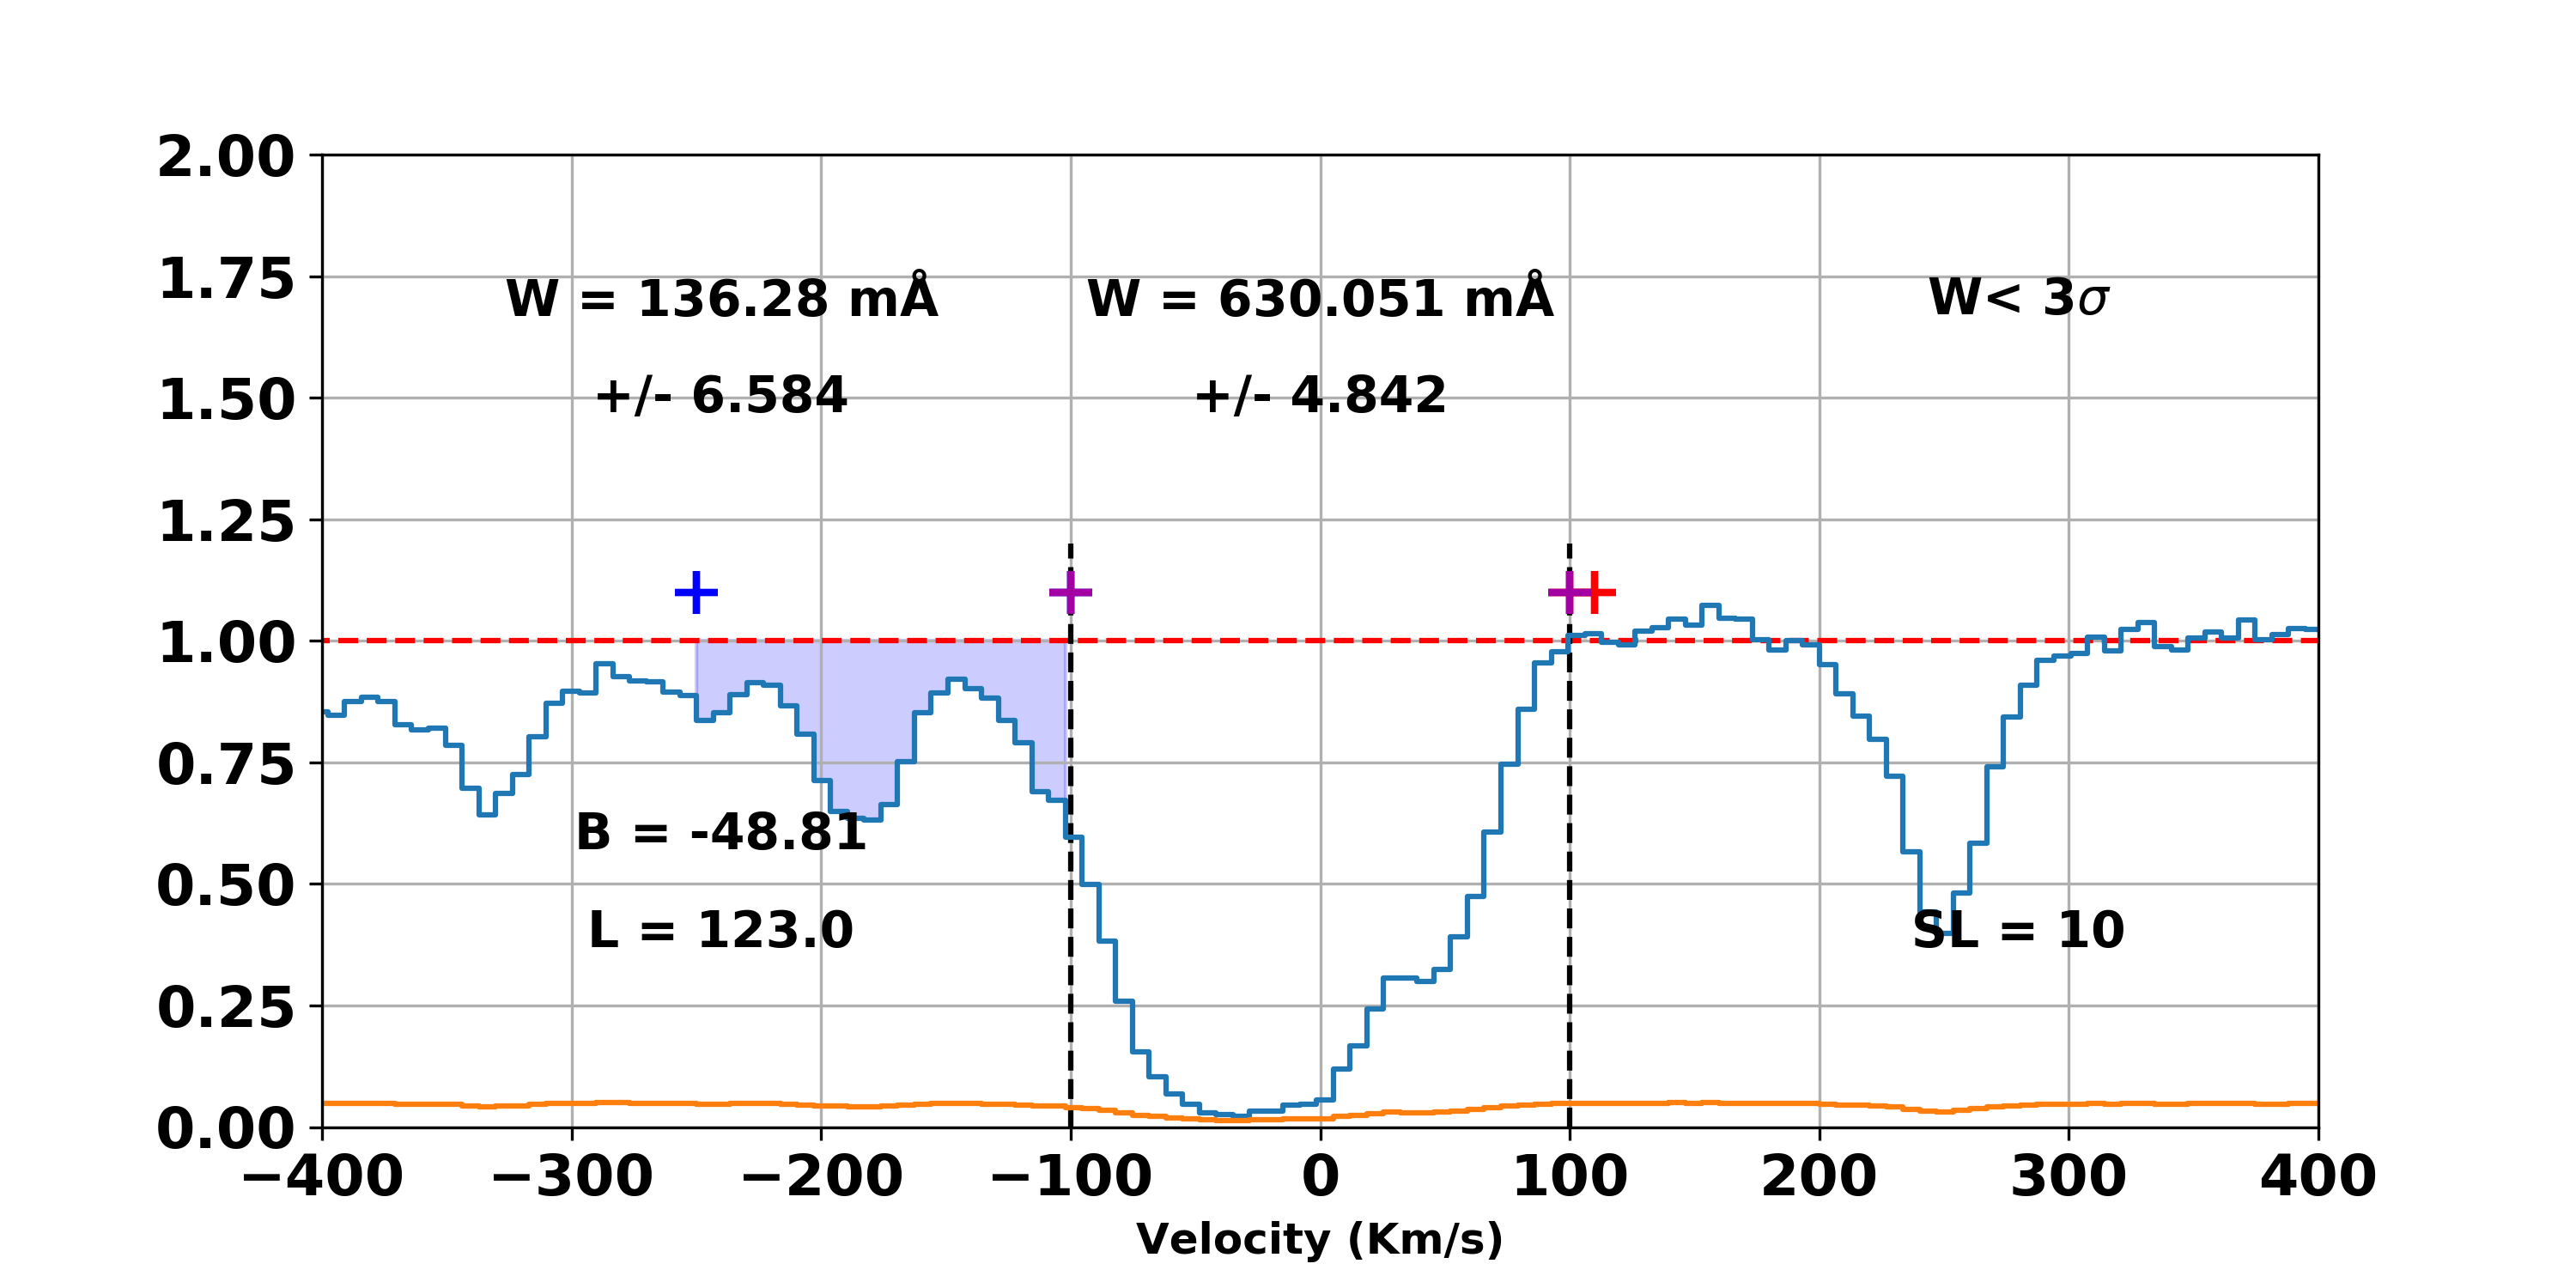 2.00
1.75
1.50
1.25
1.00
0.75
0.50
0.25
0.00
W = 136.28 mÅ
+/- 6.584
W = 630.051 mÅ
+/- 4.842
W< 3σ
B = -48.81
L = 123.0
SL = 10
−400 −300 −200 −100 0 100 200 300 400
Velocity (Km/s)